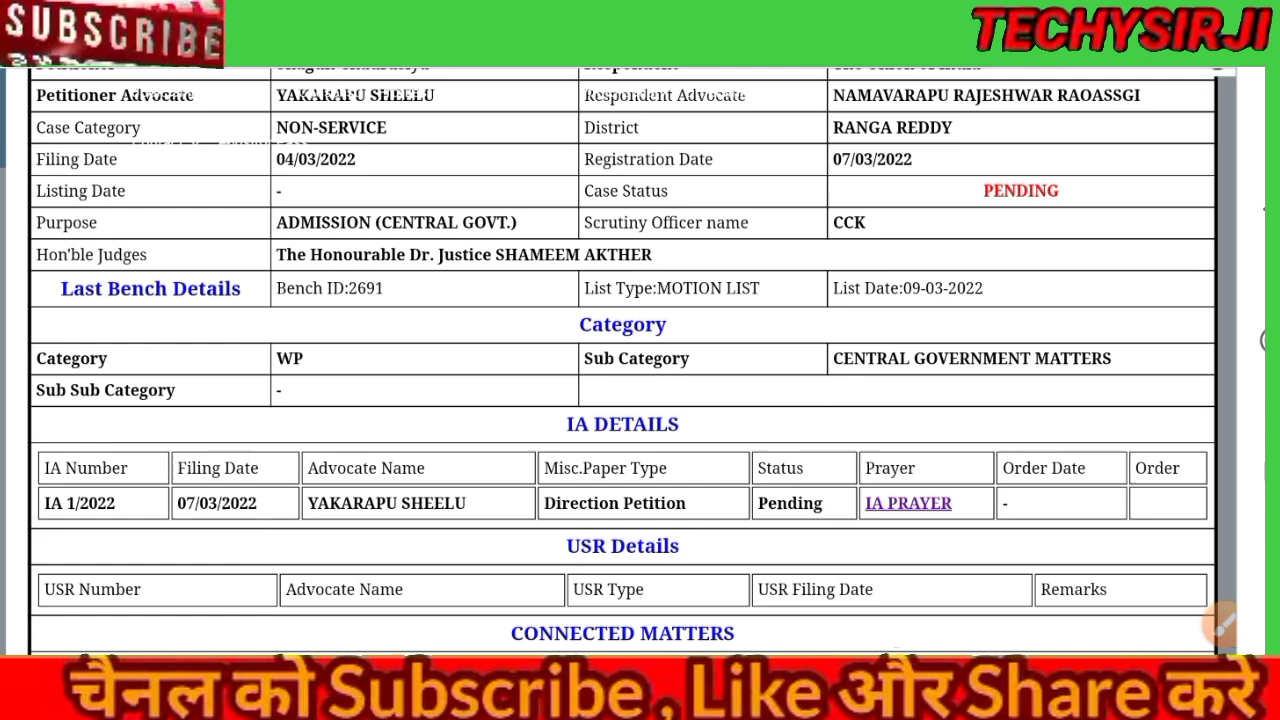 SUBSCRIBE
TECHYSIRJI
Petitioner Advocate YAKARAPU SHEELU Respondent Advocate NAMAVARAPU RAJESHWAR RAOASSGI
Case Category NON-SERVICE District RANGA REDDY
Filing Date 04/03/2022 Registration Date 07/03/2022
Listing Date - Case Status PENDING
Purpose ADMISSION (CENTRAL GOVT.) Scrutiny Officer name CCK
Hon'ble Judges The Honourable Dr. Justice SHAMEEM AKTHER
Last Bench Details Bench ID:2691 List Type:MOTION LIST List Date:09-03-2022
Category
Category WP Sub Category CENTRAL GOVERNMENT MATTERS
Sub Sub Category -
IA DETAILS
IA Number Filing Date Advocate Name Misc.Paper Type Status Prayer Order Date Order
IA 1/2022 07/03/2022 YAKARAPU SHEELU Direction Petition Pending IA PRAYER -
USR Details
USR Number Advocate Name USR Type USR Filing Date Remarks
CONNECTED MATTERS
चैनल को Subscribe , Like और Share करे